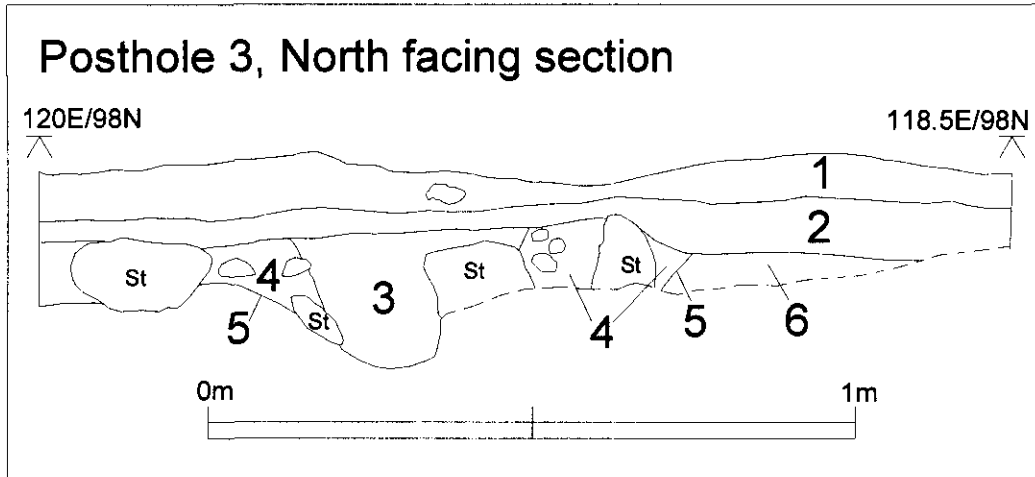 Posthole 3, North facing section
120E/98N
118.5E/98N
1
2
St
4
3
St
St
St
5
4
5
6
0m
1m